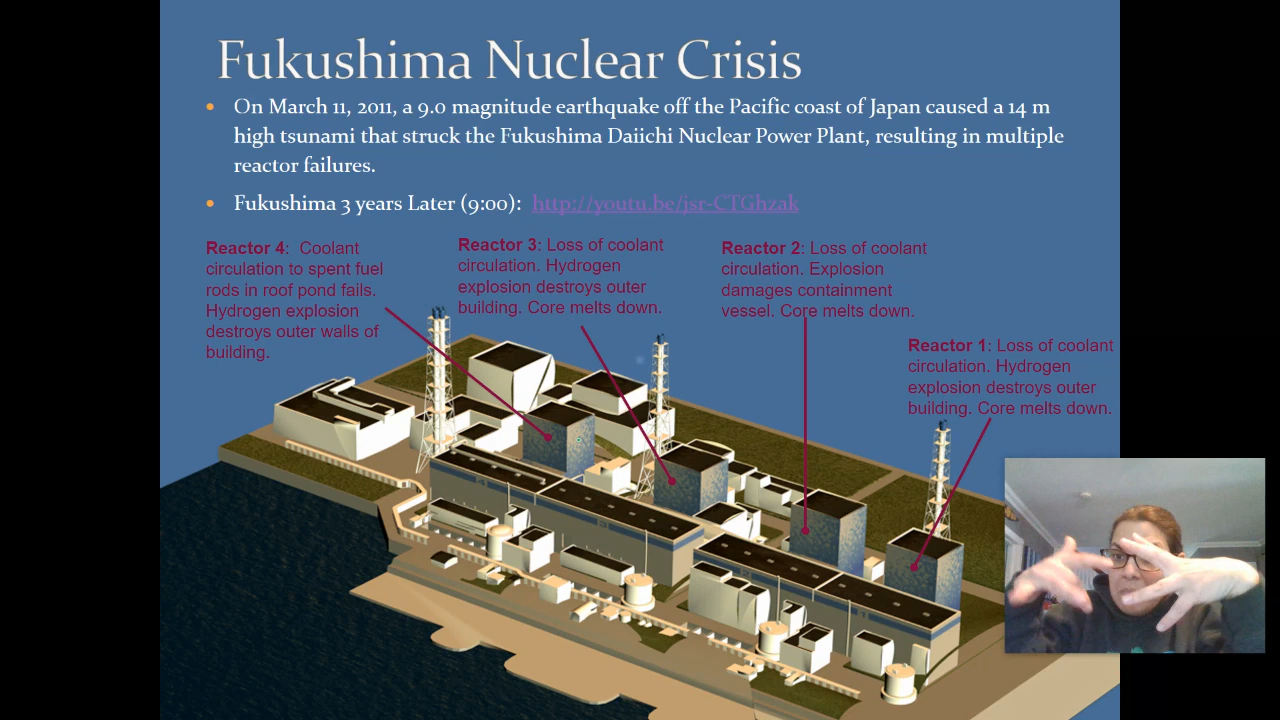 Fukushima Nuclear Crisis
On March 11, 2011, a 9.0 magnitude earthquake off the Pacific coast of Japan caused a 14 m
high tsunami that struck the Fukushima Daiichi Nuclear Power Plant, resulting in multiple
reactor failures.
Fukushima 3 years Later (9:00): http://youtu.be/jsr-CTGhzak
Reactor 4: Coolant
circulation to spent fuel
rods in roof pond fails.
Hydrogen explosion
destroys outer walls of
building.
Reactor 3: Loss of coolant
circulation. Hydrogen
explosion destroys outer
building. Core melts down.
Reactor 2: Loss of coolant
circulation. Explosion
damages containment
vessel. Core melts down.
Reactor 1: Loss of coolant
circulation. Hydrogen
explosion destroys outer
building. Core melts down.